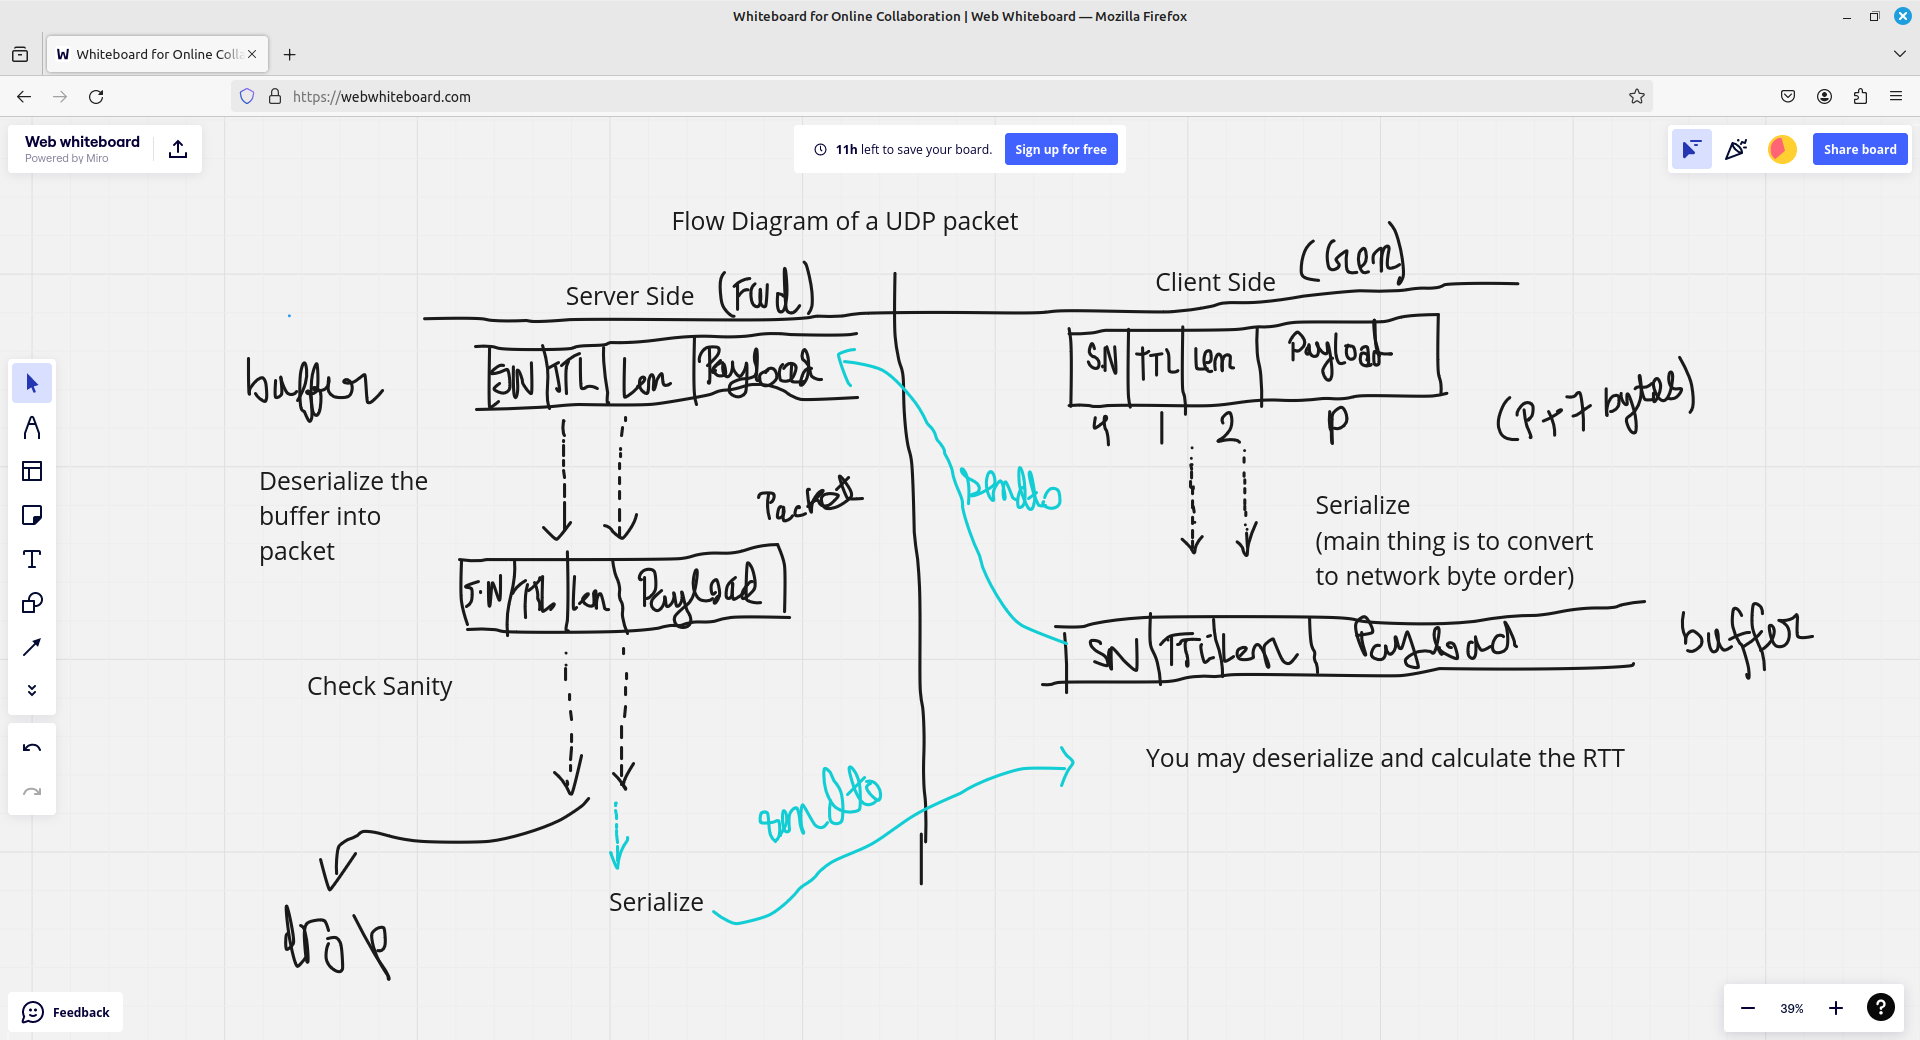 Whiteboard for Online Collaboration | Web Whiteboard — Mozilla Firefox
W Whiteboard for Online Colla
https://webwhiteboard.com
Web whiteboard
Powered by Miro
11h left to save your board.
Sign up for free
Share board
Flow Diagram of a UDP packet
Server Side (Fwd)
Client Side (Gen)
buffer
SN TTL Len Payload
SN TTL Len Payload
4 1 2 P
(P+7 bytes)
Deserialize the
buffer into
packet
Packet
sendto
Serialize
(main thing is to convert
to network byte order)
S.N TTL Len Payload
SN TTL Len Payload
buffer
Check Sanity
You may deserialize and calculate the RTT
sendto
Serialize
drop
Feedback
39%